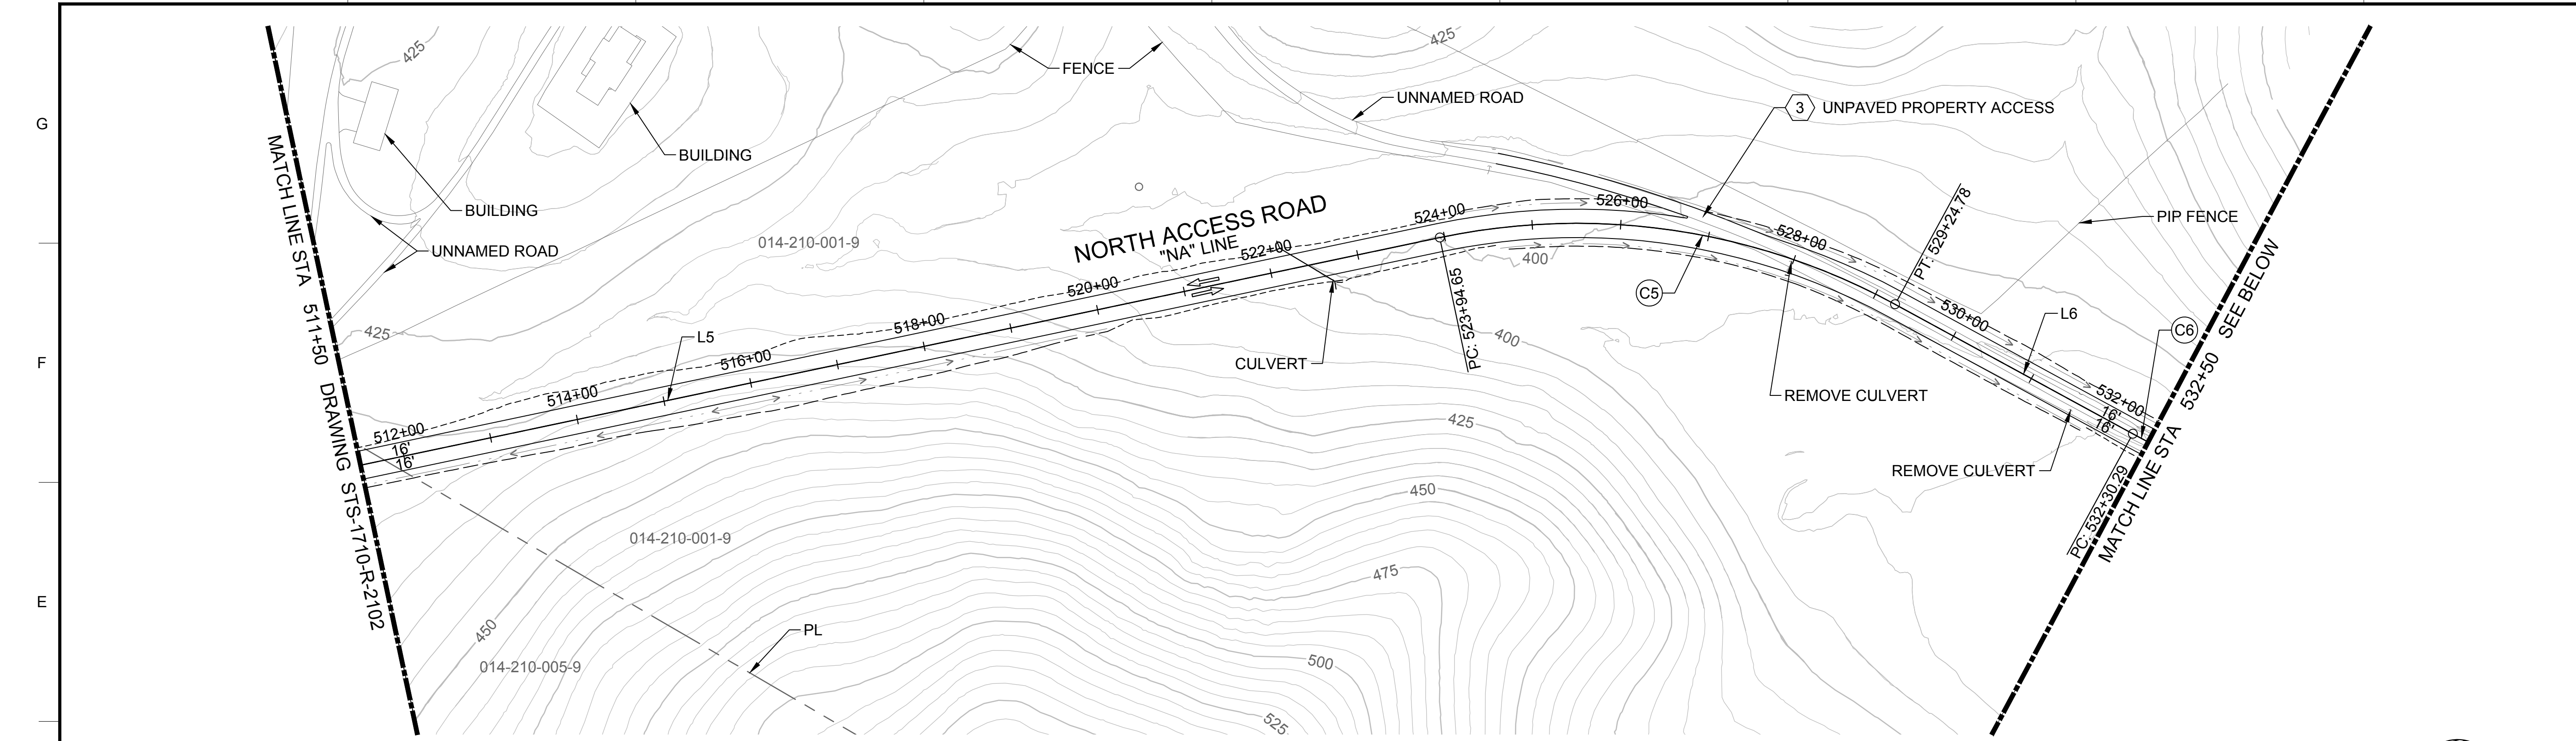 425
FENCE
425
UNNAMED ROAD
3
UNPAVED PROPERTY ACCESS
G
BUILDING
BUILDING
UNNAMED ROAD
MATCH LINE STA 511+50 DRAWING STS-1710-R-2102
014-210-001-9
NORTH ACCESS ROAD
"NA" LINE
PIP FENCE
512+00
514+00
516+00
518+00
520+00
522+00
524+00
526+00
528+00
530+00
532+00
PT: 529+24.78
400
C5
L6
C6
425
F
L5
CULVERT
PC: 523+94.65
400
REMOVE CULVERT
16'
16'
16'
16'
425
REMOVE CULVERT
450
PC: 532+30.29
MATCH LINE STA 532+50 SEE BELOW
014-210-001-9
475
E
450
PL
014-210-005-9
500
525